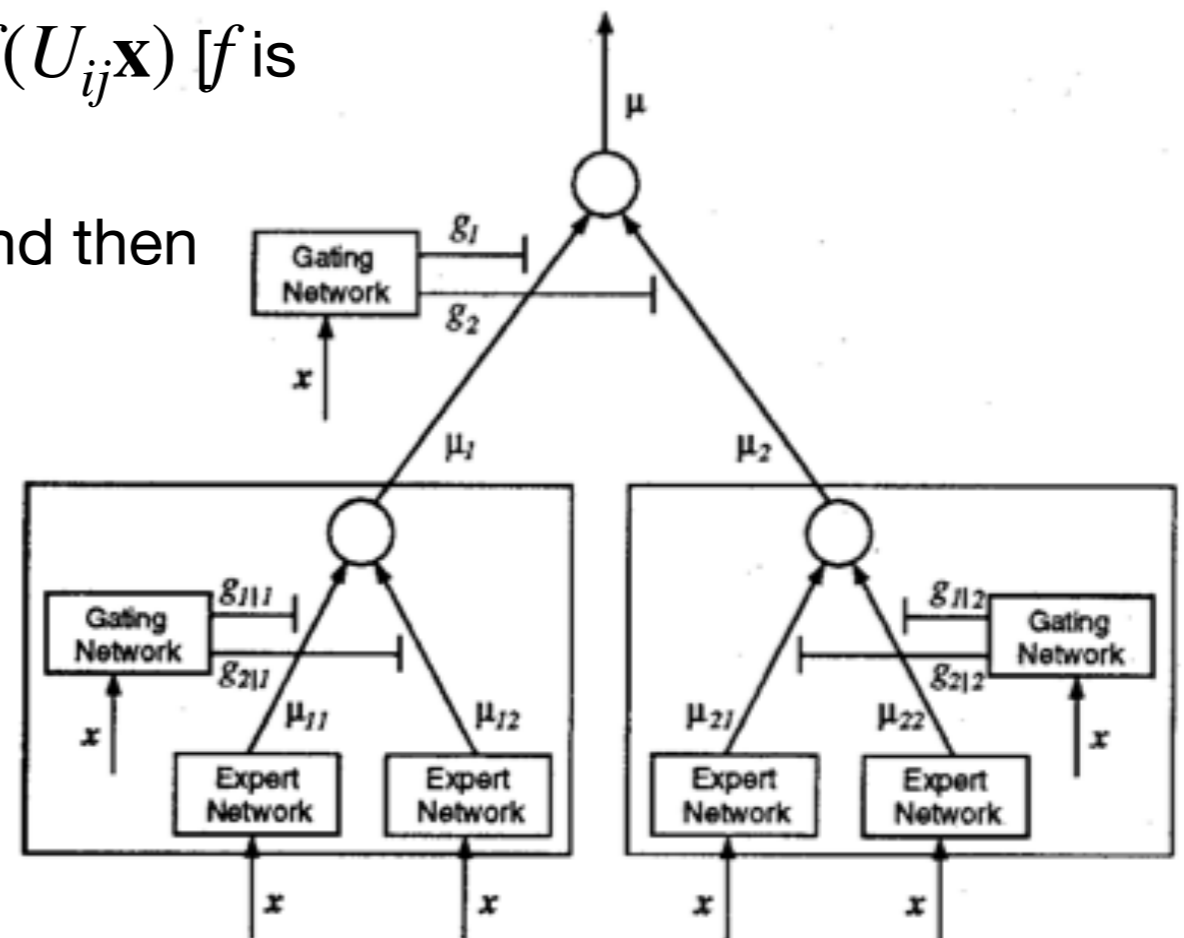 (U_{ij}x) [f is
nd then
μ
g_1
Gating
Network
g_2
x
μ_1
μ_2
g_{1|1}
Gating
Network
g_{2|1}
x
μ_{11}
μ_{12}
Expert
Network
Expert
Network
x
x
g_{1|2}
Gating
Network
g_{2|2}
x
μ_{21}
μ_{22}
Expert
Network
Expert
Network
x
x